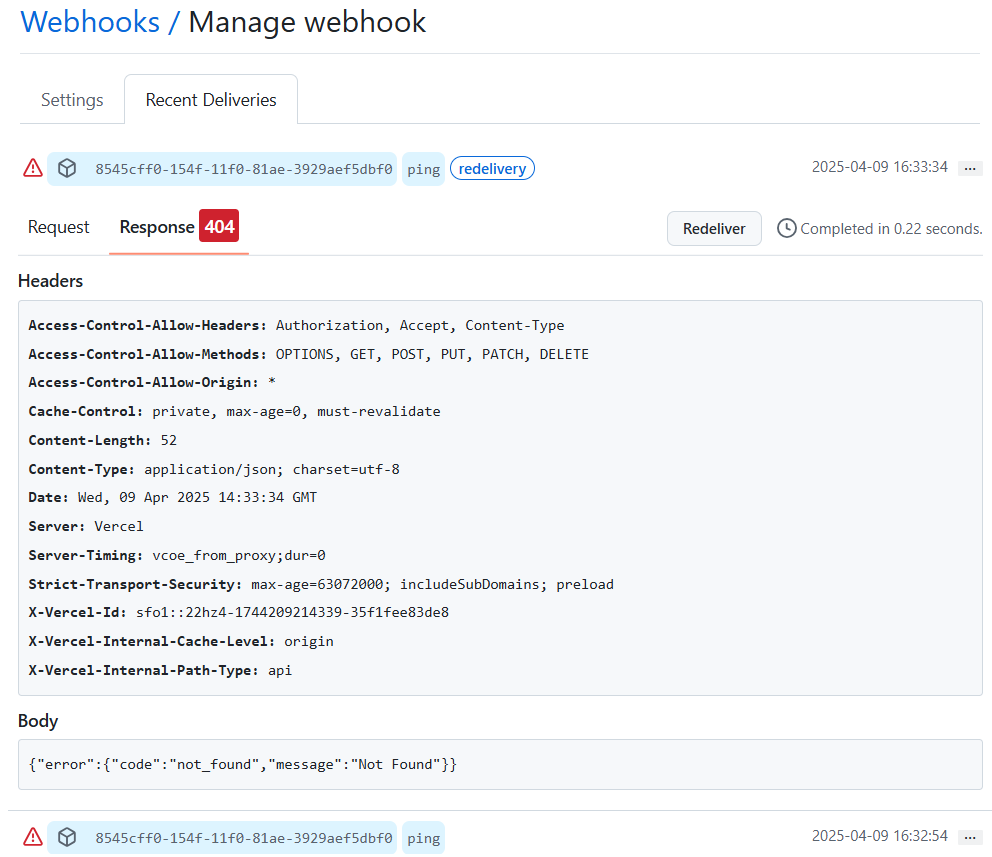 Webhooks / Manage webhook
Settings
Recent Deliveries
8545cff0-154f-11f0-81ae-3929aef5dbf0 ping redelivery 2025-04-09 16:33:34 ...
Request Response 404 Redeliver Completed in 0.22 seconds.
Headers
Access-Control-Allow-Headers: Authorization, Accept, Content-Type
Access-Control-Allow-Methods: OPTIONS, GET, POST, PUT, PATCH, DELETE
Access-Control-Allow-Origin: *
Cache-Control: private, max-age=0, must-revalidate
Content-Length: 52
Content-Type: application/json; charset=utf-8
Date: Wed, 09 Apr 2025 14:33:34 GMT
Server: Vercel
Server-Timing: vcoe_from_proxy;dur=0
Strict-Transport-Security: max-age=63072000; includeSubDomains; preload
X-Vercel-Id: sfo1::22hz4-1744209214339-35f1fee83de8
X-Vercel-Internal-Cache-Level: origin
X-Vercel-Internal-Path-Type: api
Body
{"error":{"code":"not_found","message":"Not Found"}}
8545cff0-154f-11f0-81ae-3929aef5dbf0 ping 2025-04-09 16:32:54 ...